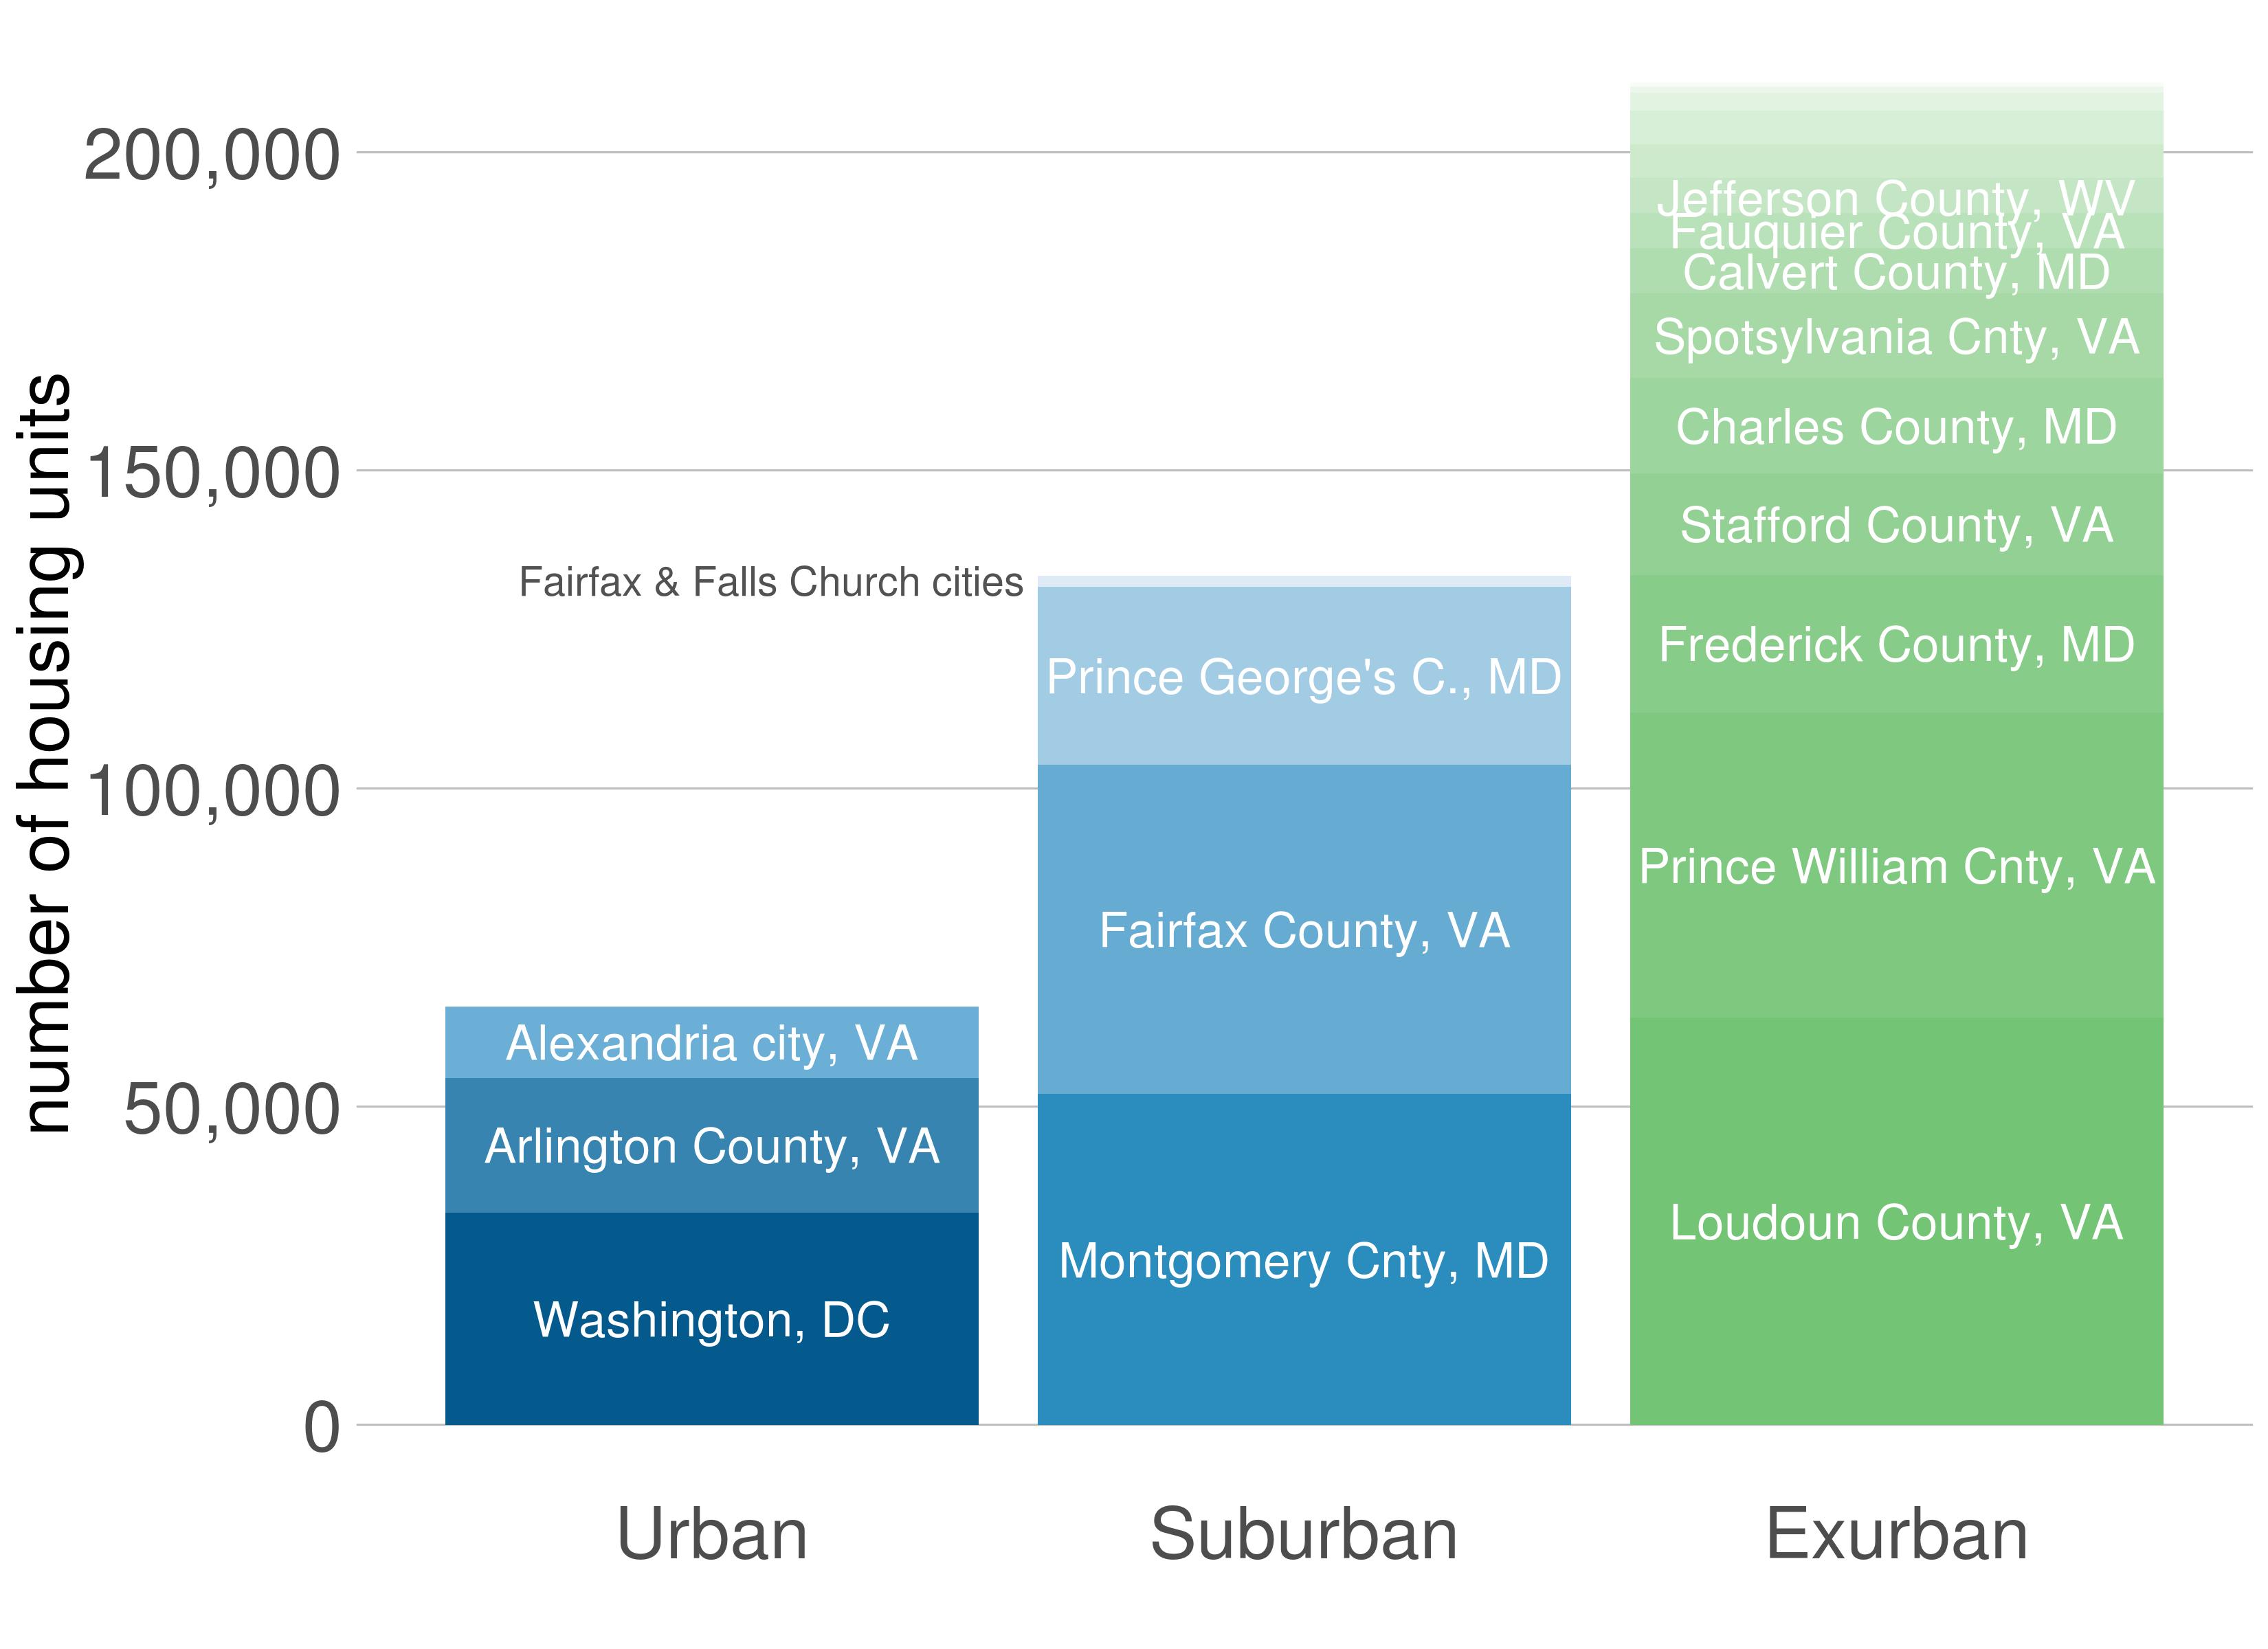 number of housing units
200,000
150,000
100,000
50,000
0
Fairfax & Falls Church cities
Alexandria city, VA
Arlington County, VA
Washington, DC
Prince George's C., MD
Fairfax County, VA
Montgomery Cnty, MD
Jefferson County, WV
Fauquier County, VA
Calvert County, MD
Spotsylvania Cnty, VA
Charles County, MD
Stafford County, VA
Frederick County, MD
Prince William Cnty, VA
Loudoun County, VA
Urban
Suburban
Exurban